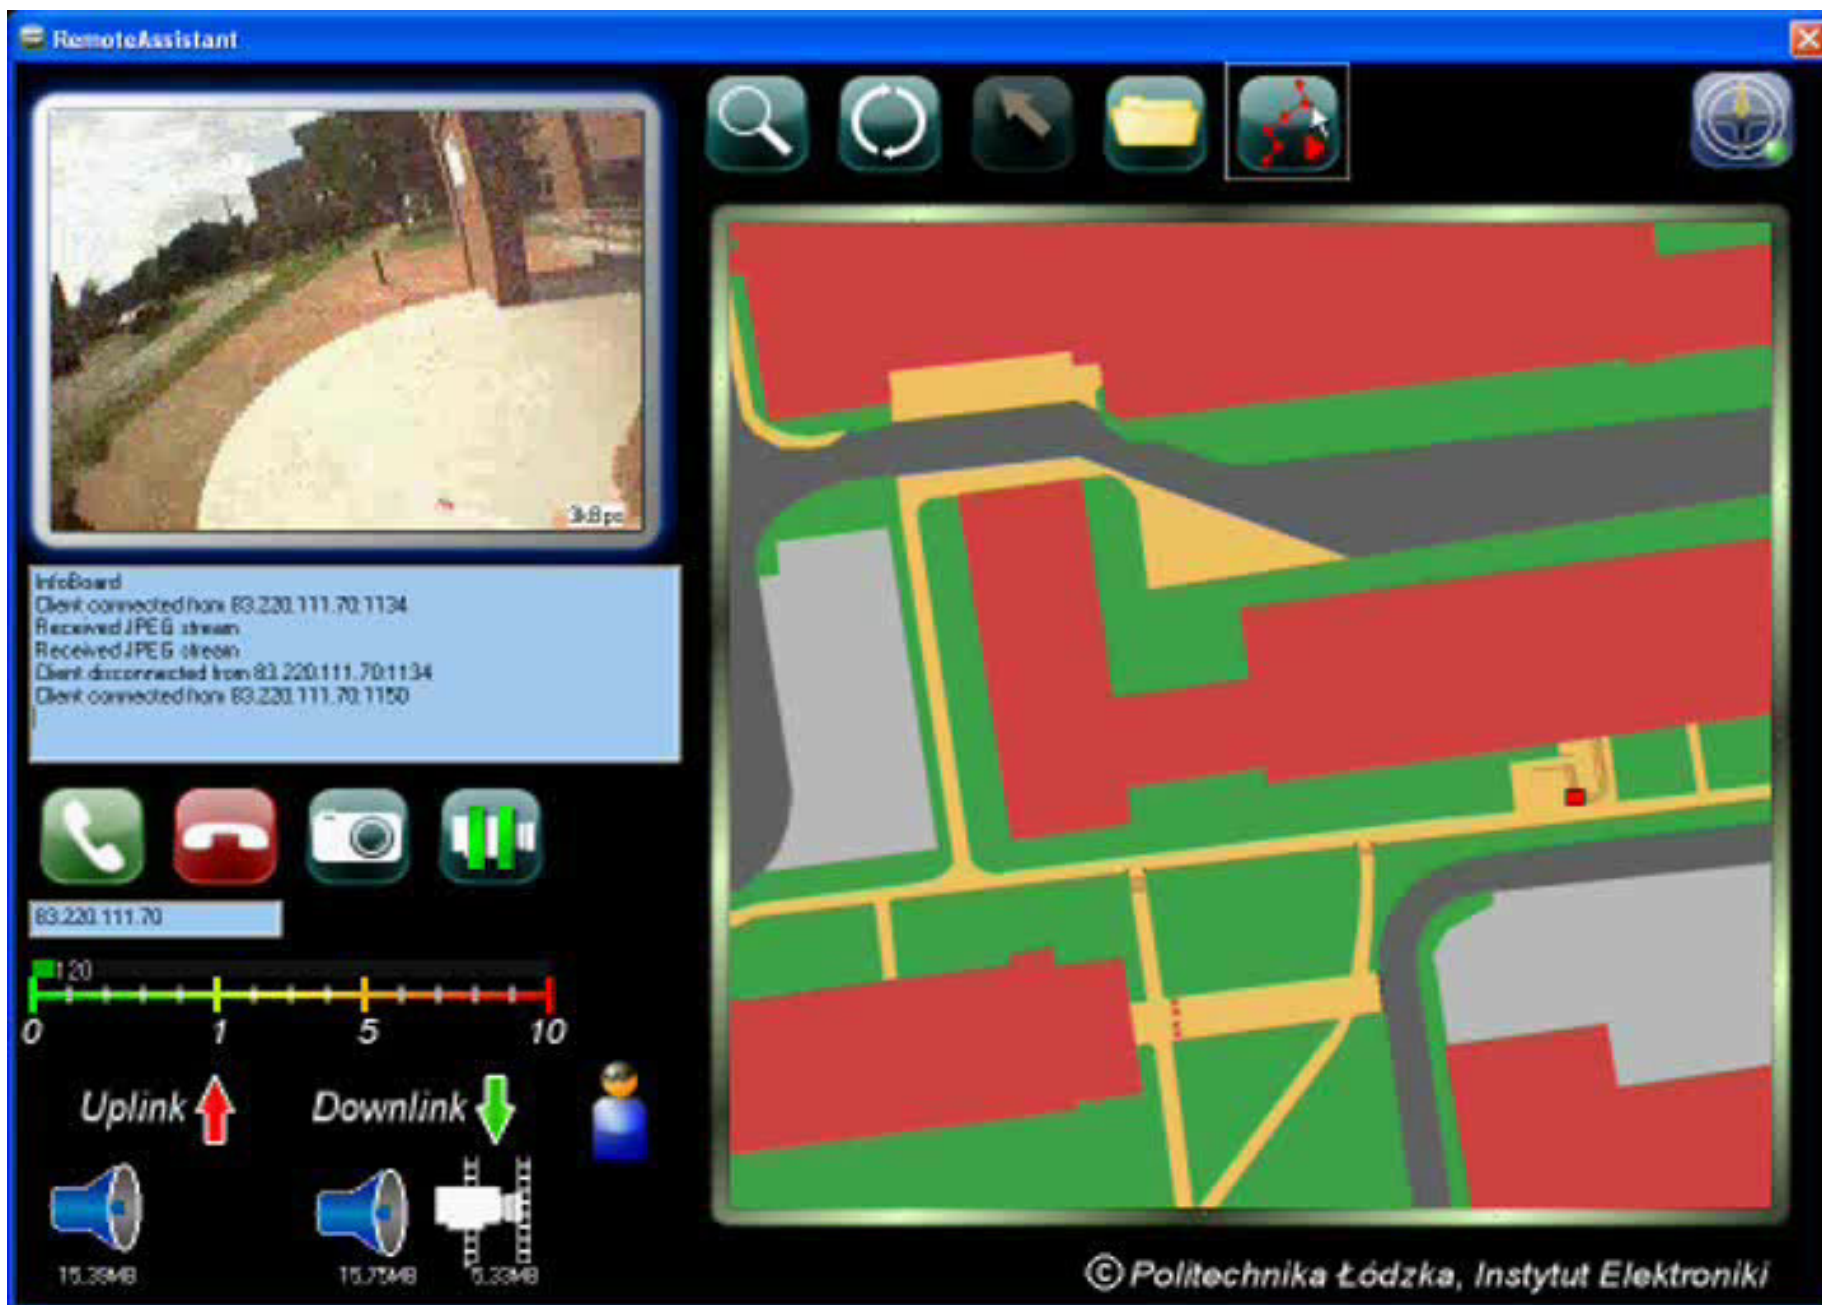 RemoteAssistant
3kBps
InfoBoard
Client connected from 83.220.111.70:1134
Received JPEG stream
Received JPEG stream
Client disconnected from 83.220.111.70:1134
Client connected from 83.220.111.70:1150
83.220.111.70
120
0 1 5 10
Uplink Downlink
15.39MB 15.75MB 5.33MB
© Politechnika Łódzka, Instytut Elektroniki